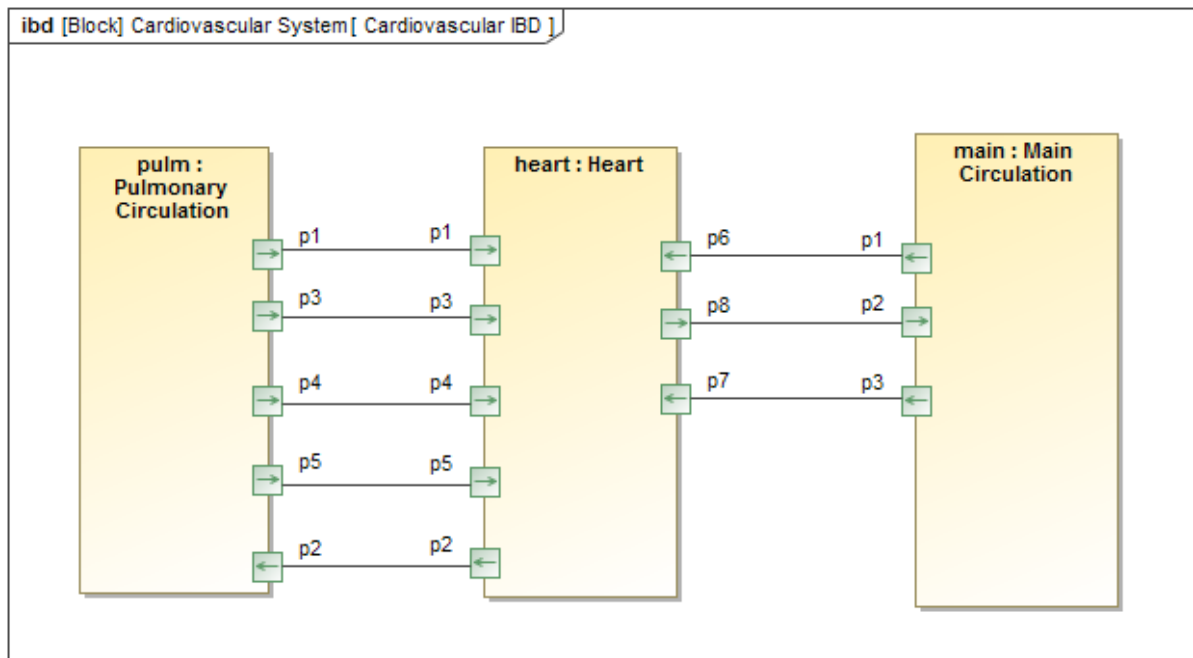 ibd [Block] Cardiovascular System[ Cardiovascular IBD ]
pulm :
Pulmonary
Circulation
heart : Heart
main : Main
Circulation
p1
p1
p6
p1
p3
p3
p8
p2
p4
p4
p7
p3
p5
p5
p2
p2